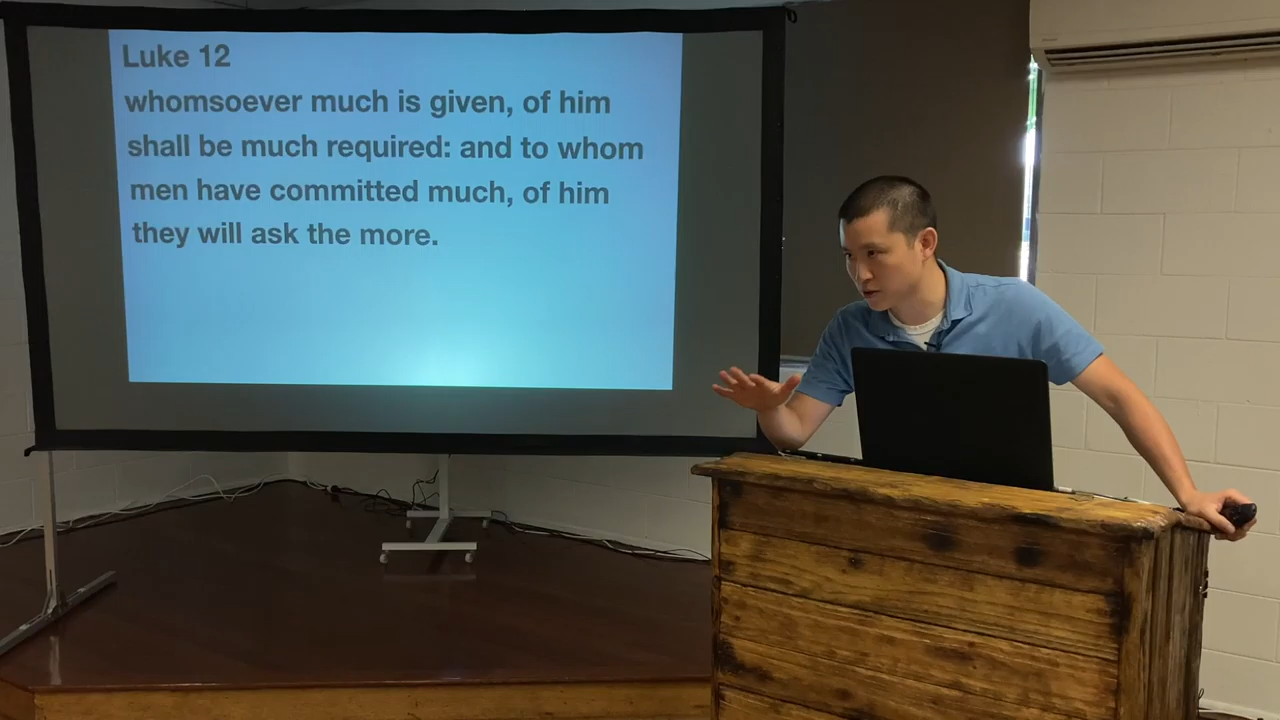 Luke 12
whomsoever much is given, of him
shall be much required: and to whom
men have committed much, of him
they will ask the more.